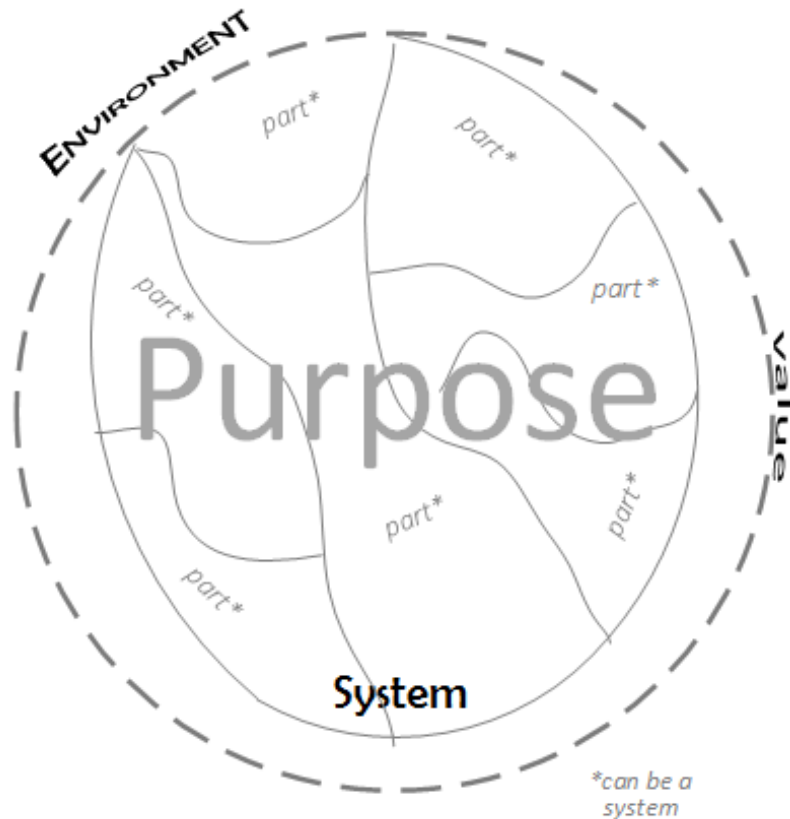 ENVIRONMENT
part*
part*
part*
part*
Purpose
value
part*
part*
part*
System
*can be a
system